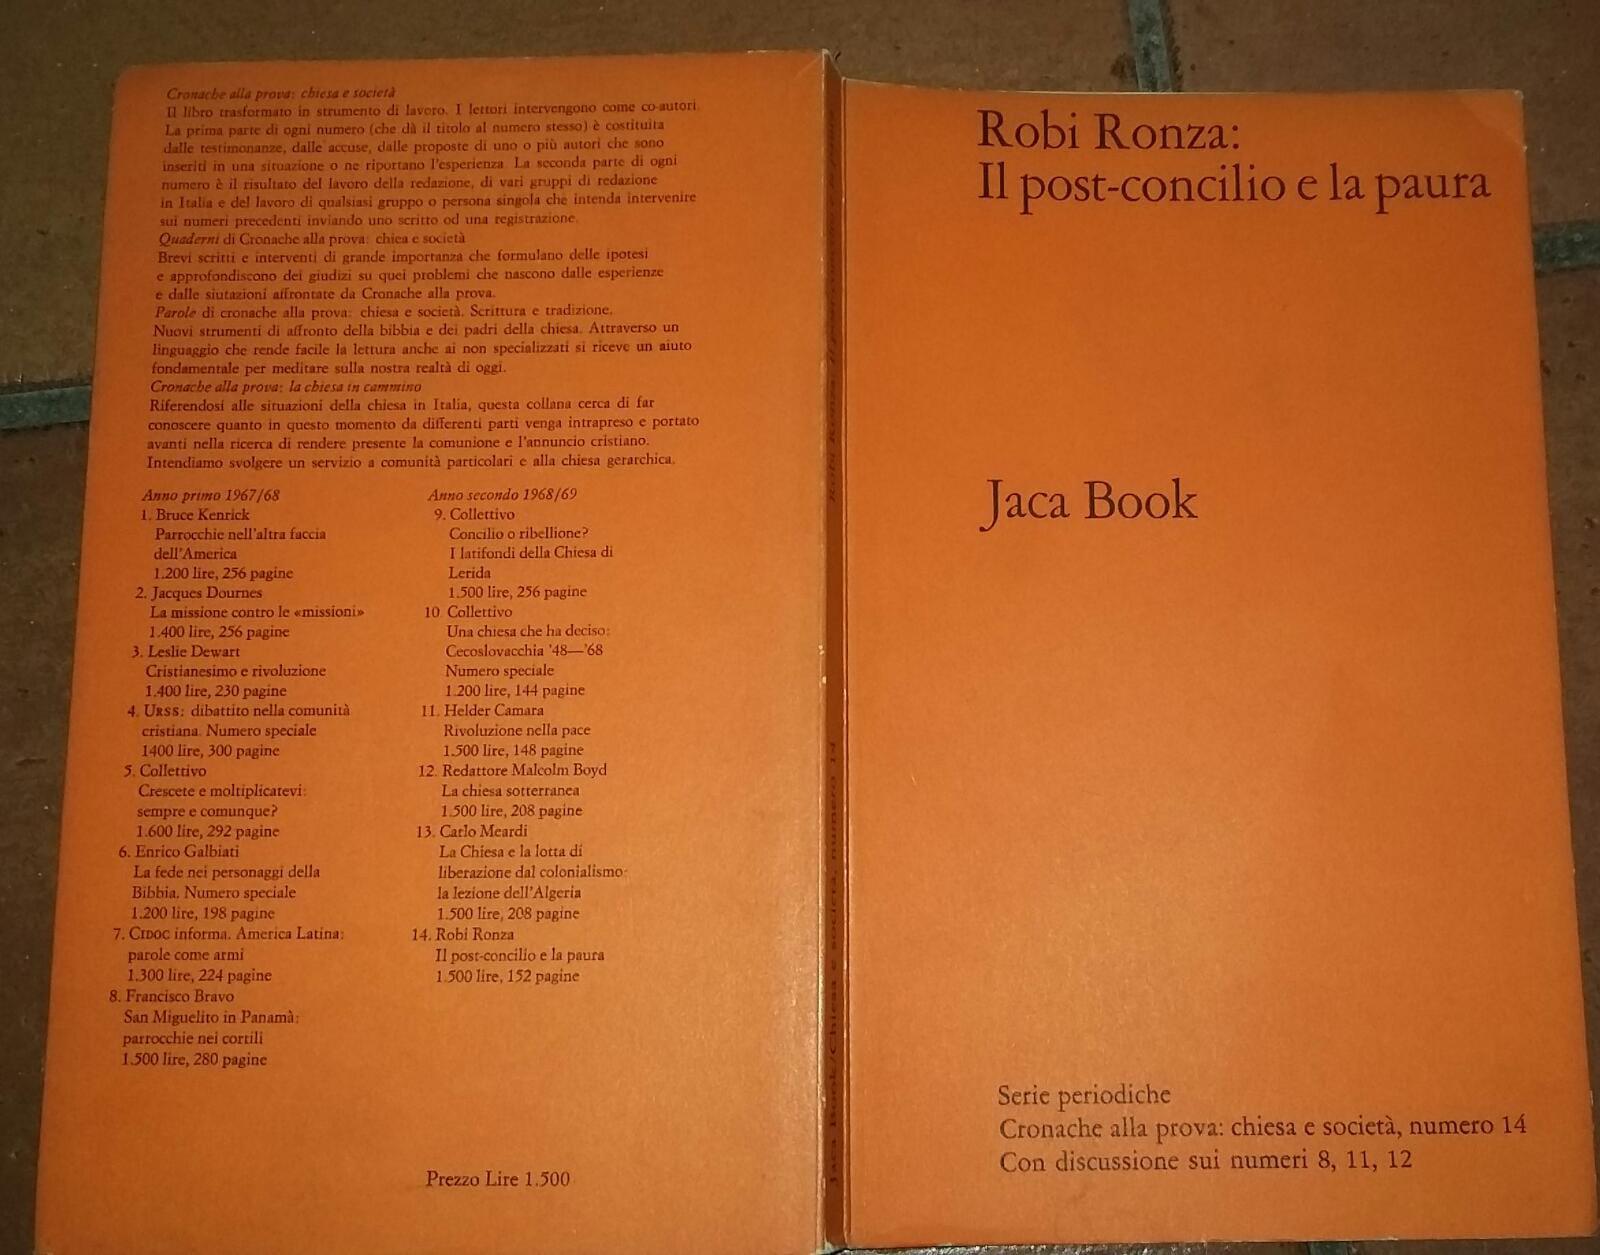 Cronache alla prova: chiesa e società
Il libro trasformato in strumento di lavoro. I lettori intervengono come co-autori.
La prima parte di ogni numero (che dà il titolo al numero stesso) è costituita
dalle testimonanze, dalle accuse, dalle proposte di uno o più autori che sono
inseriti in una situazione o ne riportano l'esperienza. La seconda parte di ogni
numero è il risultato del lavoro della redazione, di vari gruppi di redazione
in Italia e del lavoro di qualsiasi gruppo o persona singola che intenda intervenire
sui numeri precedenti inviando uno scritto od una registrazione.
Quaderni di Cronache alla prova: chiea e società
Brevi scritti e interventi di grande importanza che formulano delle ipotesi
e approfondiscono dei giudizi su quei problemi che nascono dalle esperienze
e dalle siutazioni affrontate da Cronache alla prova.
Parole di cronache alla prova: chiesa e società. Scrittura e tradizione.
Nuovi strumenti di affronto della bibbia e dei padri della chiesa. Attraverso un
linguaggio che rende facile la lettura anche ai non specializzati si riceve un aiuto
fondamentale per meditare sulla nostra realtà di oggi.
Cronache alla prova: la chiesa in cammino
Riferendosi alle situazioni della chiesa in Italia, questa collana cerca di far
conoscere quanto in questo momento da differenti parti venga intrapreso e portato
avanti nella ricerca di rendere presente la comunione e l'annuncio cristiano.
Intendiamo svolgere un servizio a comunità particolari e alla chiesa gerarchica.
Anno primo 1967/68
1. Bruce Kenrick
Parrocchie nell'altra faccia
dell'America
1.200 lire, 256 pagine
2. Jacques Dournes
La missione contro le «missioni»
1.400 lire, 256 pagine
3. Leslie Dewart
Cristianesimo e rivoluzione
1.400 lire, 230 pagine
4. URSS: dibattito nella comunità
cristiana. Numero speciale
1400 lire, 300 pagine
5. Collettivo
Crescete e moltiplicatevi:
sempre e comunque?
1.600 lire, 292 pagine
6. Enrico Galbiati
La fede nei personaggi della
Bibbia. Numero speciale
1.200 lire, 198 pagine
7. CIDOC informa. America Latina:
parole come armi
1.300 lire, 224 pagine
8. Francisco Bravo
San Miguelito in Panamà:
parrocchie nei cortili
1.500 lire, 280 pagine
Anno secondo 1968/69
9. Collettivo
Concilio o ribellione?
I latifondi della Chiesa di
Lerida
1.500 lire, 256 pagine
10. Collettivo
Una chiesa che ha deciso:
Cecoslovacchia '48—'68
Numero speciale
1.200 lire, 144 pagine
11. Helder Camara
Rivoluzione nella pace
1.500 lire, 148 pagine
12. Redattore Malcolm Boyd
La chiesa sotterranea
1.500 lire, 208 pagine
13. Carlo Meardi
La Chiesa e la lotta di
liberazione dal colonialismo:
la lezione dell'Algeria
1.500 lire, 208 pagine
14. Robi Ronza
Il post-concilio e la paura
1.500 lire, 152 pagine
Prezzo Lire 1.500
Robi Ronza: Il post-concilio e la paura
Jaca Book/Chiesa e società, numero 14
Robi Ronza:
Il post-concilio e la paura
Jaca Book
Serie periodiche
Cronache alla prova: chiesa e società, numero 14
Con discussione sui numeri 8, 11, 12